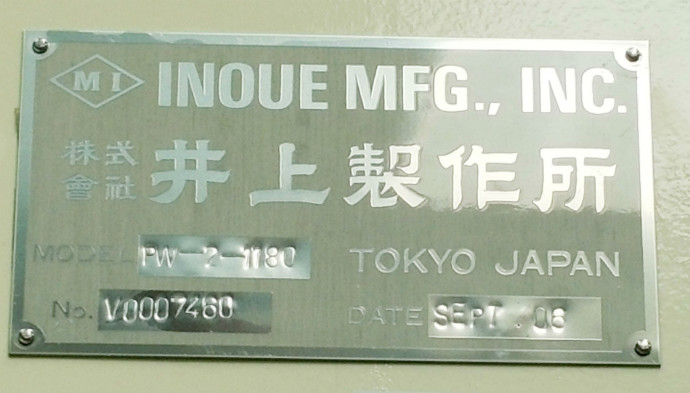 MI INOUE MFG., INC.
株式會社 井上製作所
MODEL PW-2-1180
TOKYO JAPAN
No. V0007460
DATE SEPT. 08